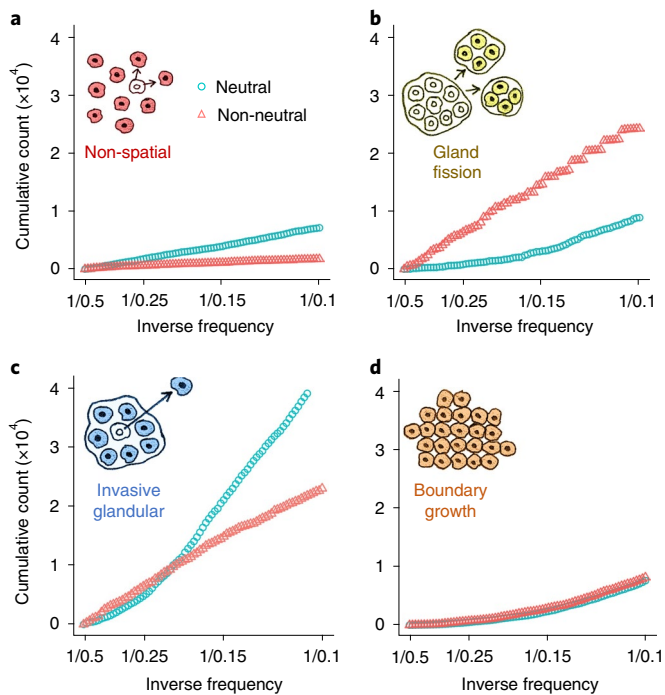 a
Cumulative count (×10⁴)
4
3
2
1
0
Non-spatial
Neutral
Non-neutral
1/0.5
1/0.25
1/0.15
1/0.1
Inverse frequency
b
4
3
2
1
0
Gland
fission
1/0.5
1/0.25
1/0.15
1/0.1
Inverse frequency
c
Cumulative count (×10⁴)
4
3
2
1
0
Invasive
glandular
1/0.5
1/0.25
1/0.15
1/0.1
Inverse frequency
d
4
3
2
1
0
Boundary
growth
1/0.5
1/0.25
1/0.15
1/0.1
Inverse frequency